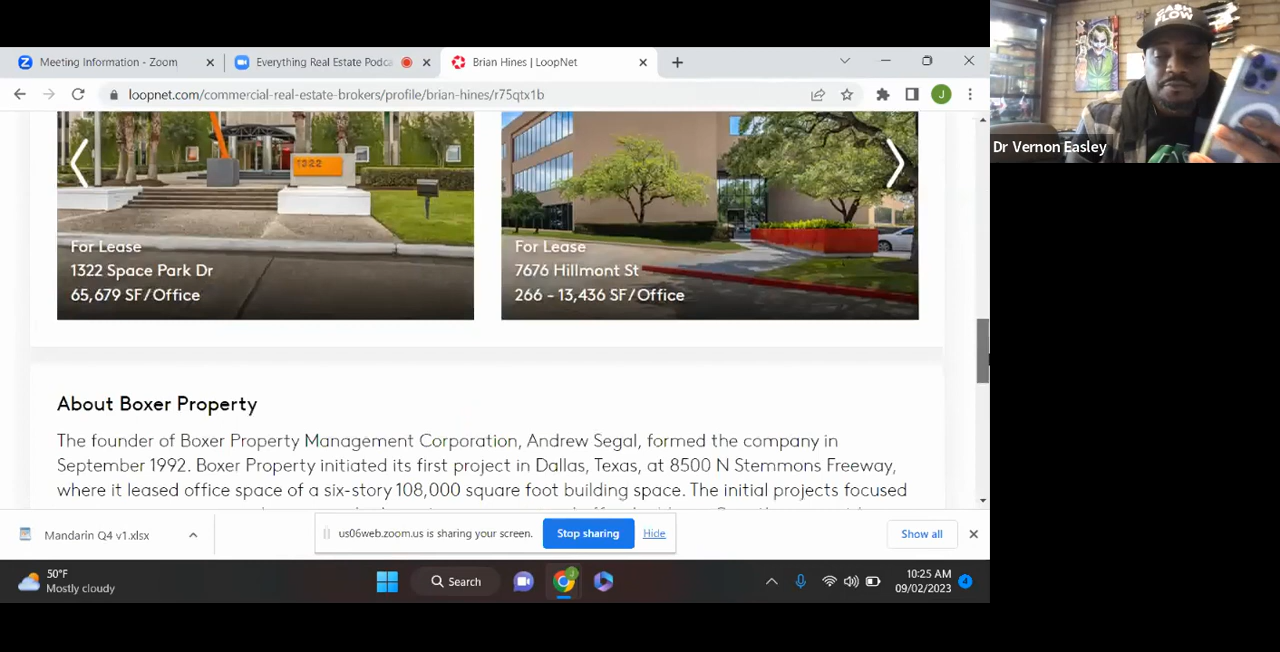 Meeting Information - Zoom
Everything Real Estate Podca
Brian Hines | LoopNet
loopnet.com/commercial-real-estate-brokers/profile/brian-hines/r75qtx1b
J
CASH
FLOW
Dr Vernon Easley
1322
For Lease
1322 Space Park Dr
65,679 SF/Office
For Lease
7676 Hillmont St
266 - 13,436 SF/Office
About Boxer Property
The founder of Boxer Property Management Corporation, Andrew Segal, formed the company in
September 1992. Boxer Property initiated its first project in Dallas, Texas, at 8500 N Stemmons Freeway,
where it leased office space of a six-story 108,000 square foot building space. The initial projects focused
Mandarin Q4 v1.xlsx
us06web.zoom.us is sharing your screen.
Stop sharing
Hide
Show all
50°F
Mostly cloudy
Search
J
10:25 AM
09/02/2023
4